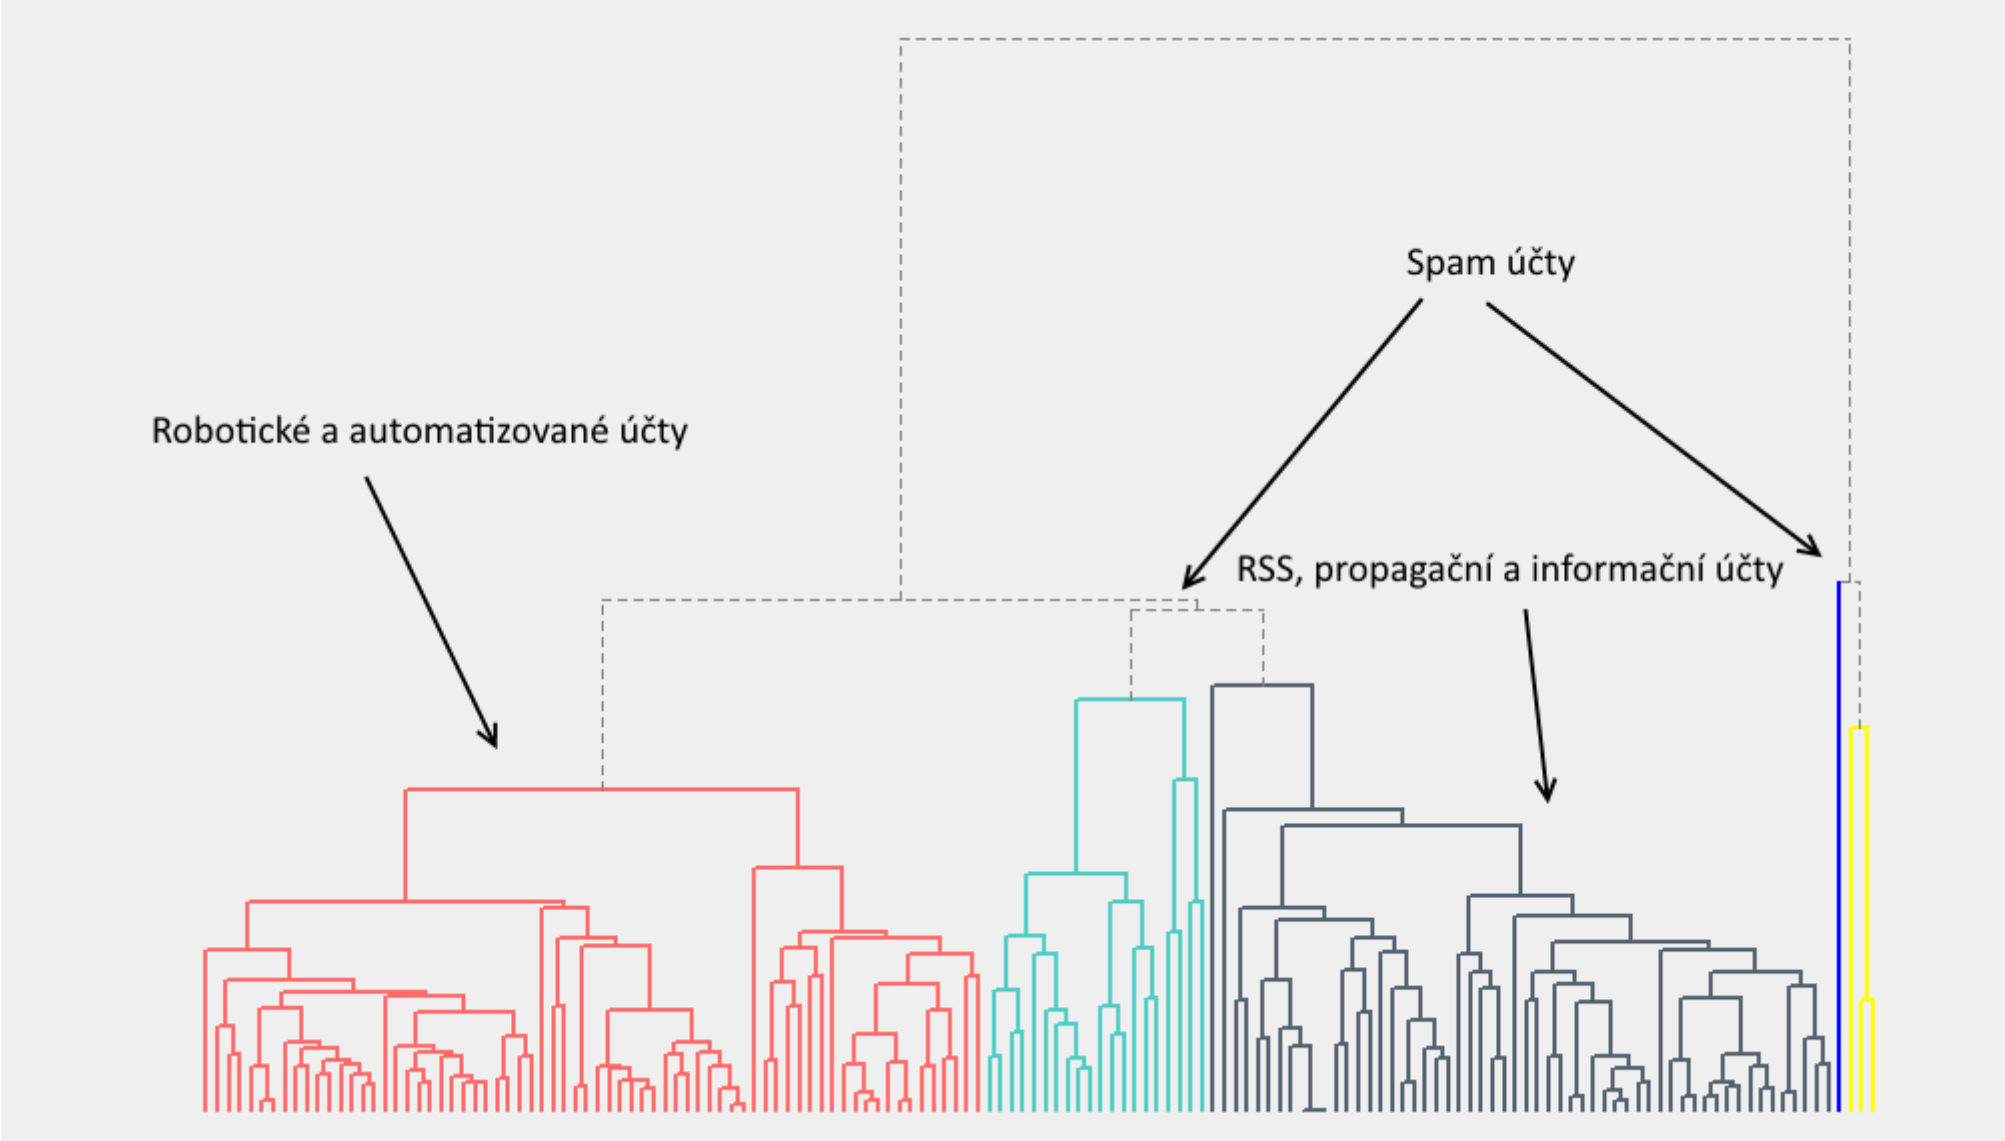 Spam účty
Robotické a automatizované účty
RSS, propagační a informační účty